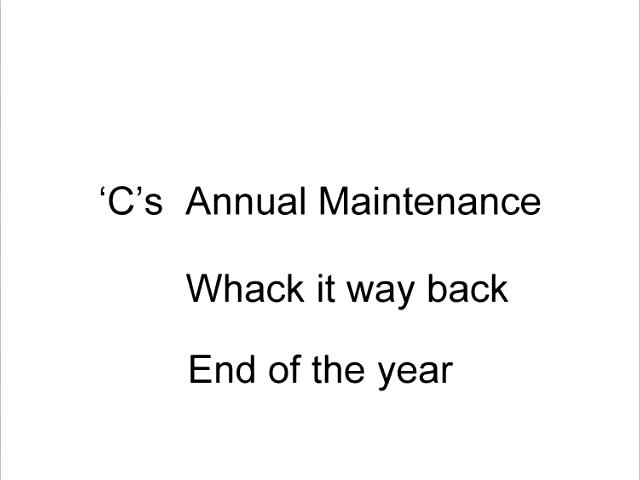 ‘C’s  Annual Maintenance
Whack it way back
End of the year